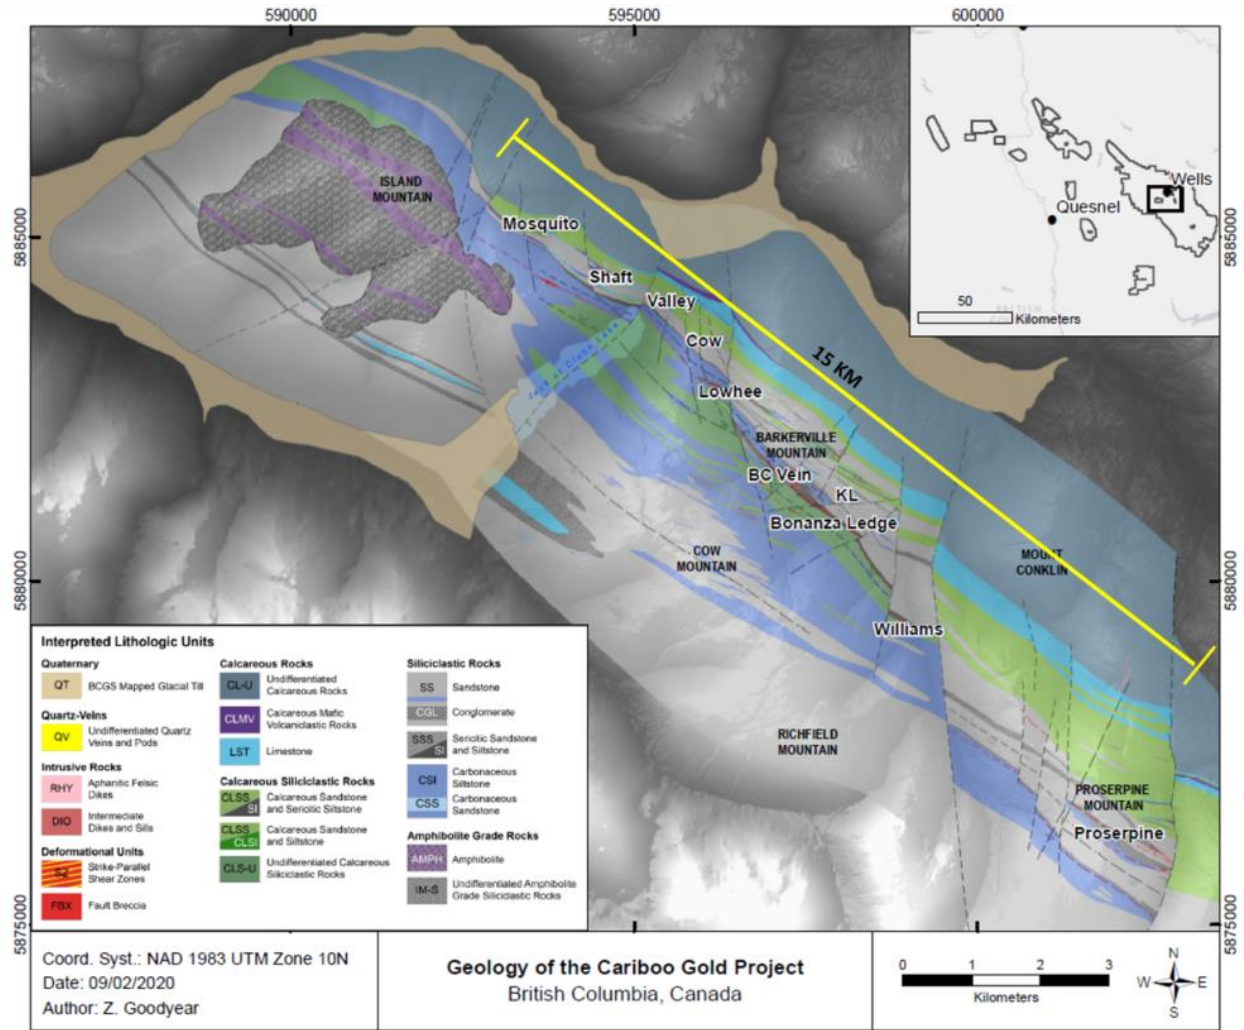 590000
595000
600000
5885000
5880000
5875000
5885000
5880000
5875000
Wells
Quesnel
50
Kilometers
ISLAND
MOUNTAIN
Mosquito
Shaft
Valley
Cow
Lowhee
15 KM
BARKERVILLE
MOUNTAIN
BC Vein
KL
Bonanza Ledge
COW
MOUNTAIN
MOUNT
CONKLIN
Williams
RICHFIELD
MOUNTAIN
PROSERPINE
MOUNTAIN
Proserpine
Interpreted Lithologic Units
Quaternary
QT BCGS Mapped Glacial Till
Quartz-Veins
QV Undifferentiated Quartz
Veins and Pods
Intrusive Rocks
RHY Aphanitic Felsic
Dikes
DIO Intermediate
Dikes and Sills
Deformational Units
SZ Strike-Parallel
Shear Zones
FBX Fault Breccia
Calcareous Rocks
CL-U Undifferentiated
Calcareous Rocks
CLMV Calcareous Mafic
Volcaniclastic Rocks
LST Limestone
Calcareous Siliciclastic Rocks
CLSS SI Calcareous Sandstone
and Sericitic Siltstone
CLSS CLSI Calcareous Sandstone
and Siltstone
CLS-U Undifferentiated Calcareous
Siliciclastic Rocks
Siliciclastic Rocks
SS Sandstone
CGL Conglomerate
SSS SI Sericitic Sandstone
and Siltstone
CSI Carbonaceous
Siltstone
CSS Carbonaceous
Sandstone
Amphibolite Grade Rocks
AMPH Amphibolite
IM-S Undifferentiated Amphibolite
Grade Siliciclastic Rocks
Coord. Syst.: NAD 1983 UTM Zone 10N
Date: 09/02/2020
Author: Z. Goodyear
Geology of the Cariboo Gold Project
British Columbia, Canada
0 1 2 3
Kilometers
N
W E
S